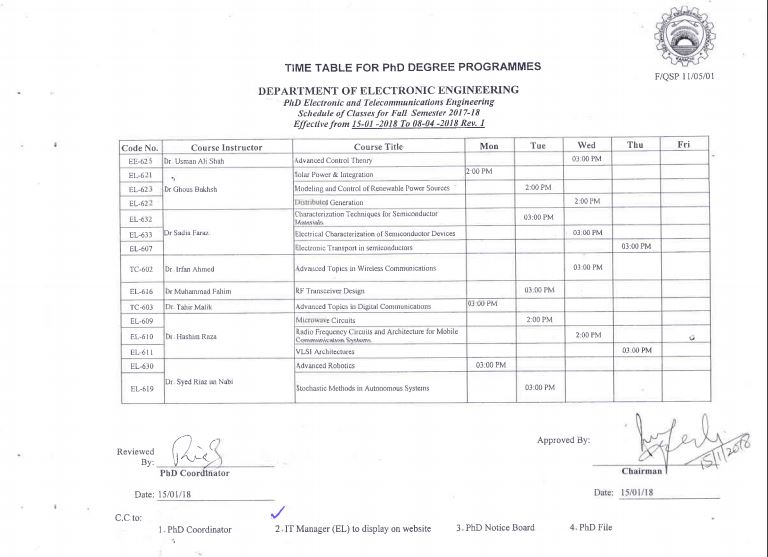 F/QSP 11/05/01
TIME TABLE FOR PhD DEGREE PROGRAMMES
DEPARTMENT OF ELECTRONIC ENGINEERING
PhD Electronic and Telecommunications Engineering
Schedule of Classes for Fall Semester 2017-18
Effective from 15-01 -2018 To 08-04 -2018 Rev. 1
Code No. Course Instructor Course Title Mon Tue Wed Thu Fri
EE-625 Dr. Usman Ali Shah Advanced Control Theory 03:00 PM
EL-621 Solar Power & Integration 2:00 PM
EL-623 Dr Ghous Bakhsh Modeling and Control of Renewable Power Sources 2:00 PM
EL-622 Distributed Generation 2:00 PM
EL-632 Characterization Techniques for Semiconductor 03:00 PM
Materials
EL-633 Dr Sadia Faraz Electrical Characterization of Semiconductor Devices 03:00 PM
EL-607 Electronic Transport in semiconductors 03:00 PM
TC-602 Dr. Irfan Ahmed Advanced Topics in Wireless Communications 03:00 PM
EL-616 Dr Muhammad Fahim RF Transceiver Design 03:00 PM
TC-603 Dr. Tahir Malik Advanced Topics in Digital Communications 03:00 PM
EL-609 Microwave Circuits 2:00 PM
EL-610 Dr. Hashim Raza Radio Frequency Circuits and Architecture for Mobile 2:00 PM
Communication Systems
EL-611 VLSI Architectures 03:00 PM
EL-630 Advanced Robotics 03:00 PM
EL-619 Dr. Syed Riaz un Nabi Stochastic Methods in Autonomous Systems 03:00 PM
Reviewed
By:
PhD Coordinator
Date: 15/01/18
Approved By:
15/1/2018
Chairman
Date: 15/01/18
C.C to:
1. PhD Coordinator 2. IT Manager (EL) to display on website 3. PhD Notice Board 4. PhD File